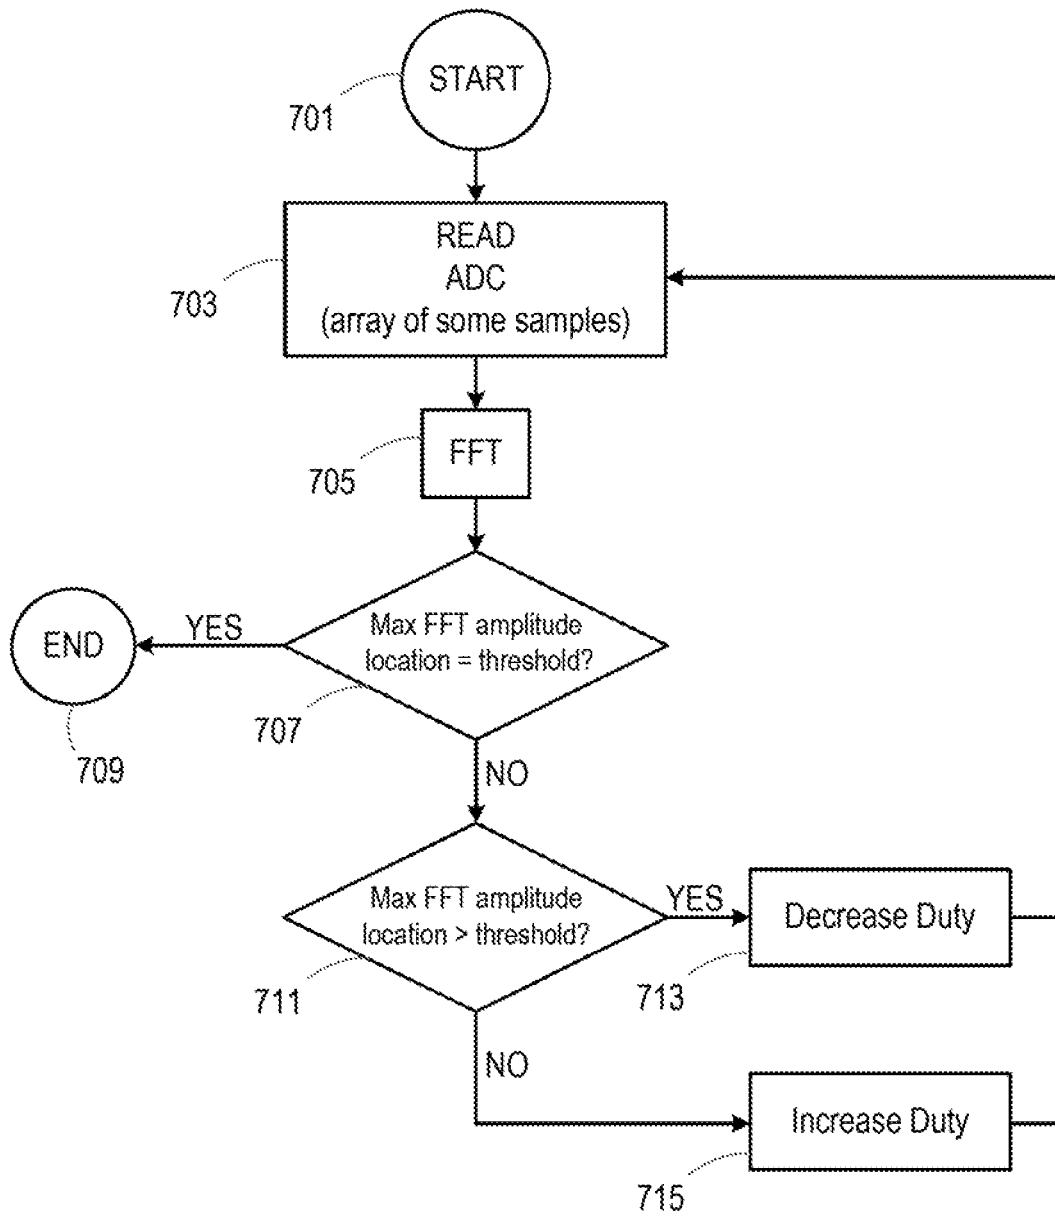 START
701
READ
ADC
(array of some samples)
703
FFT
705
Max FFT amplitude
location = threshold?
YES
END
707
709
NO
Max FFT amplitude
location > threshold?
YES
Decrease Duty
711
713
NO
Increase Duty
715